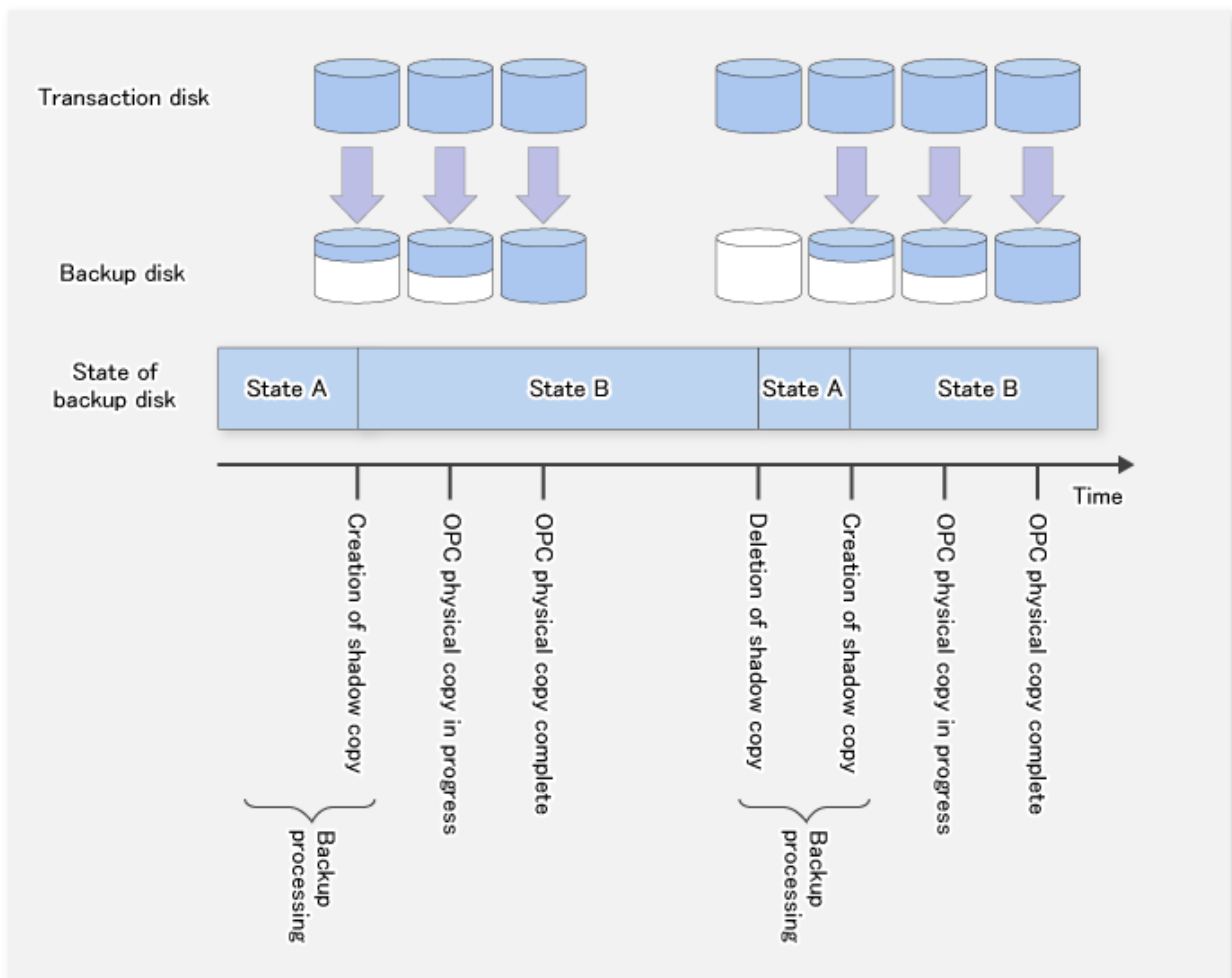 Transaction disk
Backup disk
State of
backup disk
State A
State B
State A
State B
Time
Creation of shadow copy
OPC physical copy in progress
OPC physical copy complete
Deletion of shadow copy
Creation of shadow copy
OPC physical copy in progress
OPC physical copy complete
Backup
processing
Backup
processing